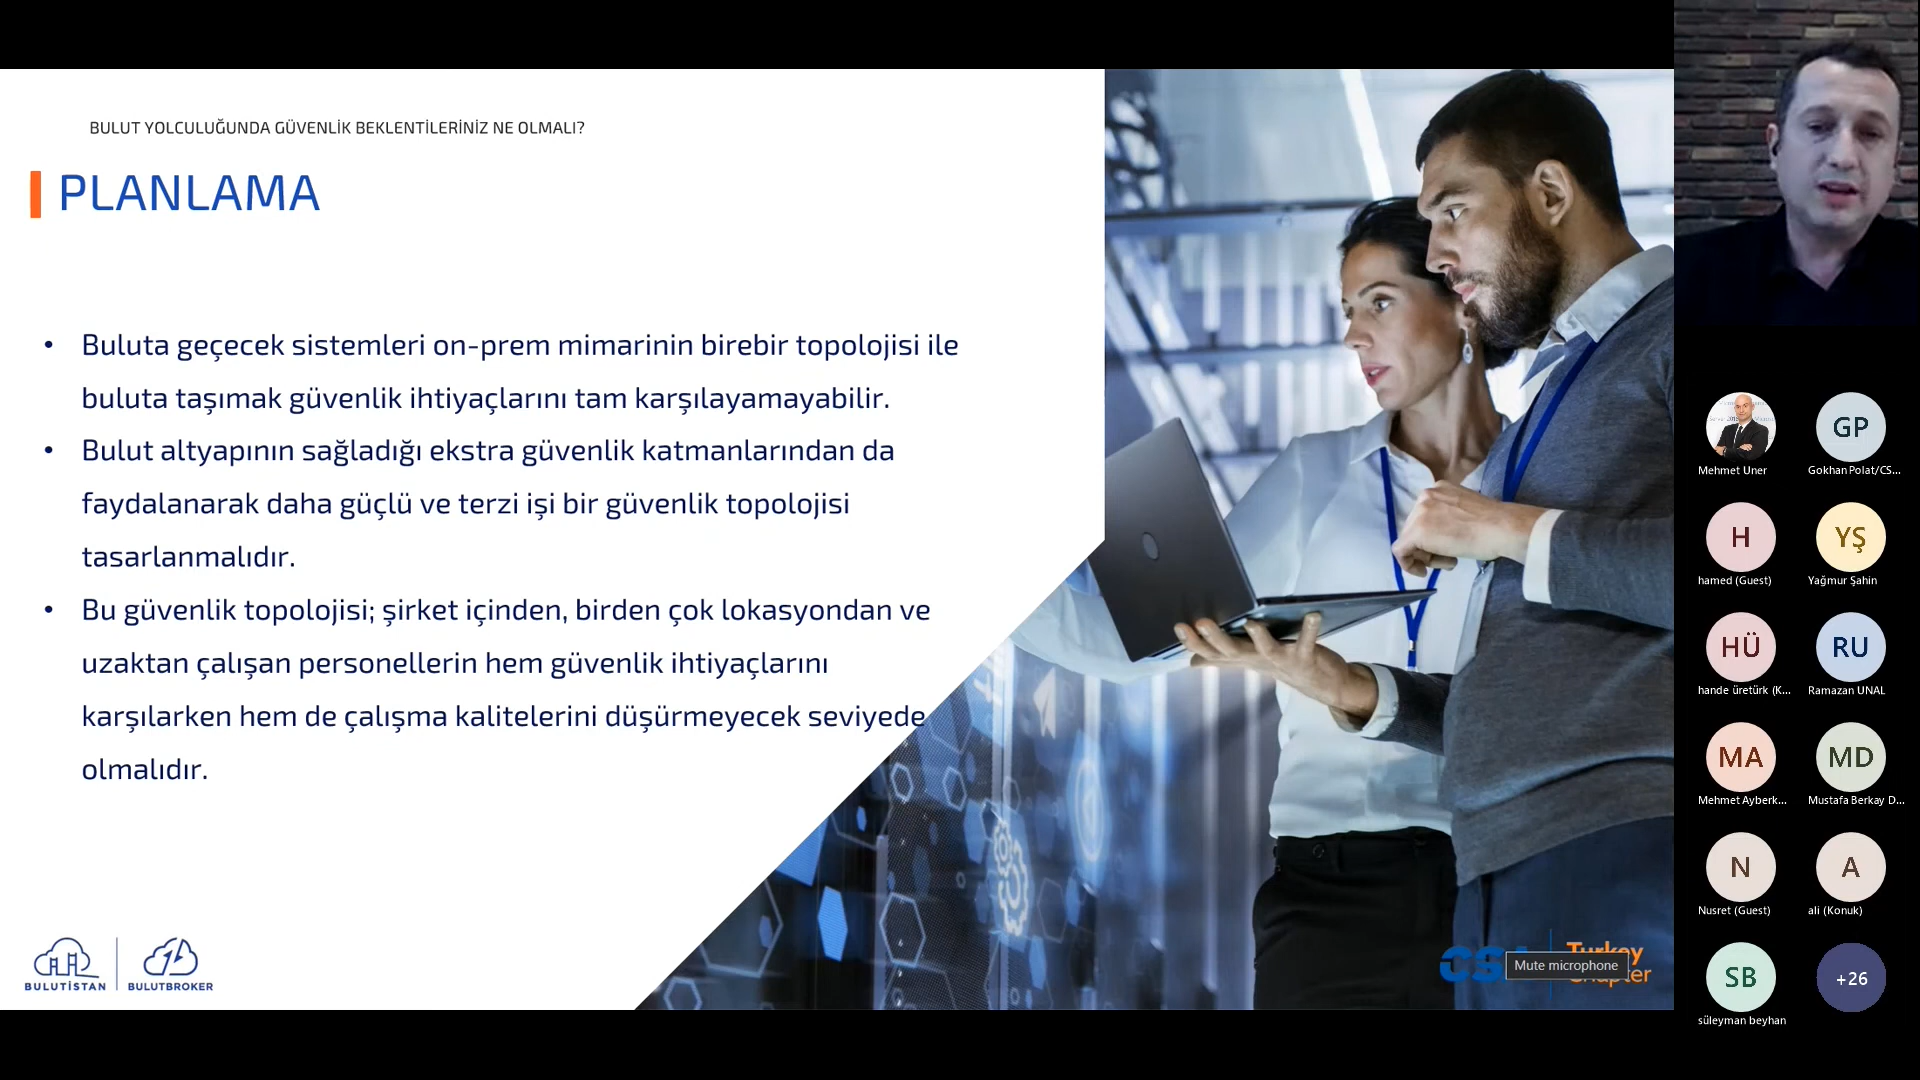 BULUT YOLCULUĞUNDA GÜVENLİK BEKLENTİLERİNİZ NE OLMALI?
PLANLAMA
• Buluta geçecek sistemleri on-prem mimarinin birebir topolojisi ile
buluta taşımak güvenlik ihtiyaçlarını tam karşılayamayabilir.
• Bulut altyapının sağladığı ekstra güvenlik katmanlarından da
faydalanarak daha güçlü ve terzi işi bir güvenlik topolojisi
tasarlanmalıdır.
• Bu güvenlik topolojisi; şirket içinden, birden çok lokasyondan ve
uzaktan çalışan personellerin hem güvenlik ihtiyaçlarını
karşılarken hem de çalışma kalitelerini düşürmeyecek seviyede
olmalıdır.
BULUTİSTAN
BULUTBROKER
Turkey
Mute microphone
Mehmet Uner
GP
Gokhan Polat/CS...
H
hamed (Guest)
YŞ
Yağmur Şahin
HÜ
hande üretürk (K...
RU
Ramazan UNAL
MA
Mehmet Ayberk...
MD
Mustafa Berkay D...
N
Nusret (Guest)
A
ali (Konuk)
SB
süleyman beyhan
+26